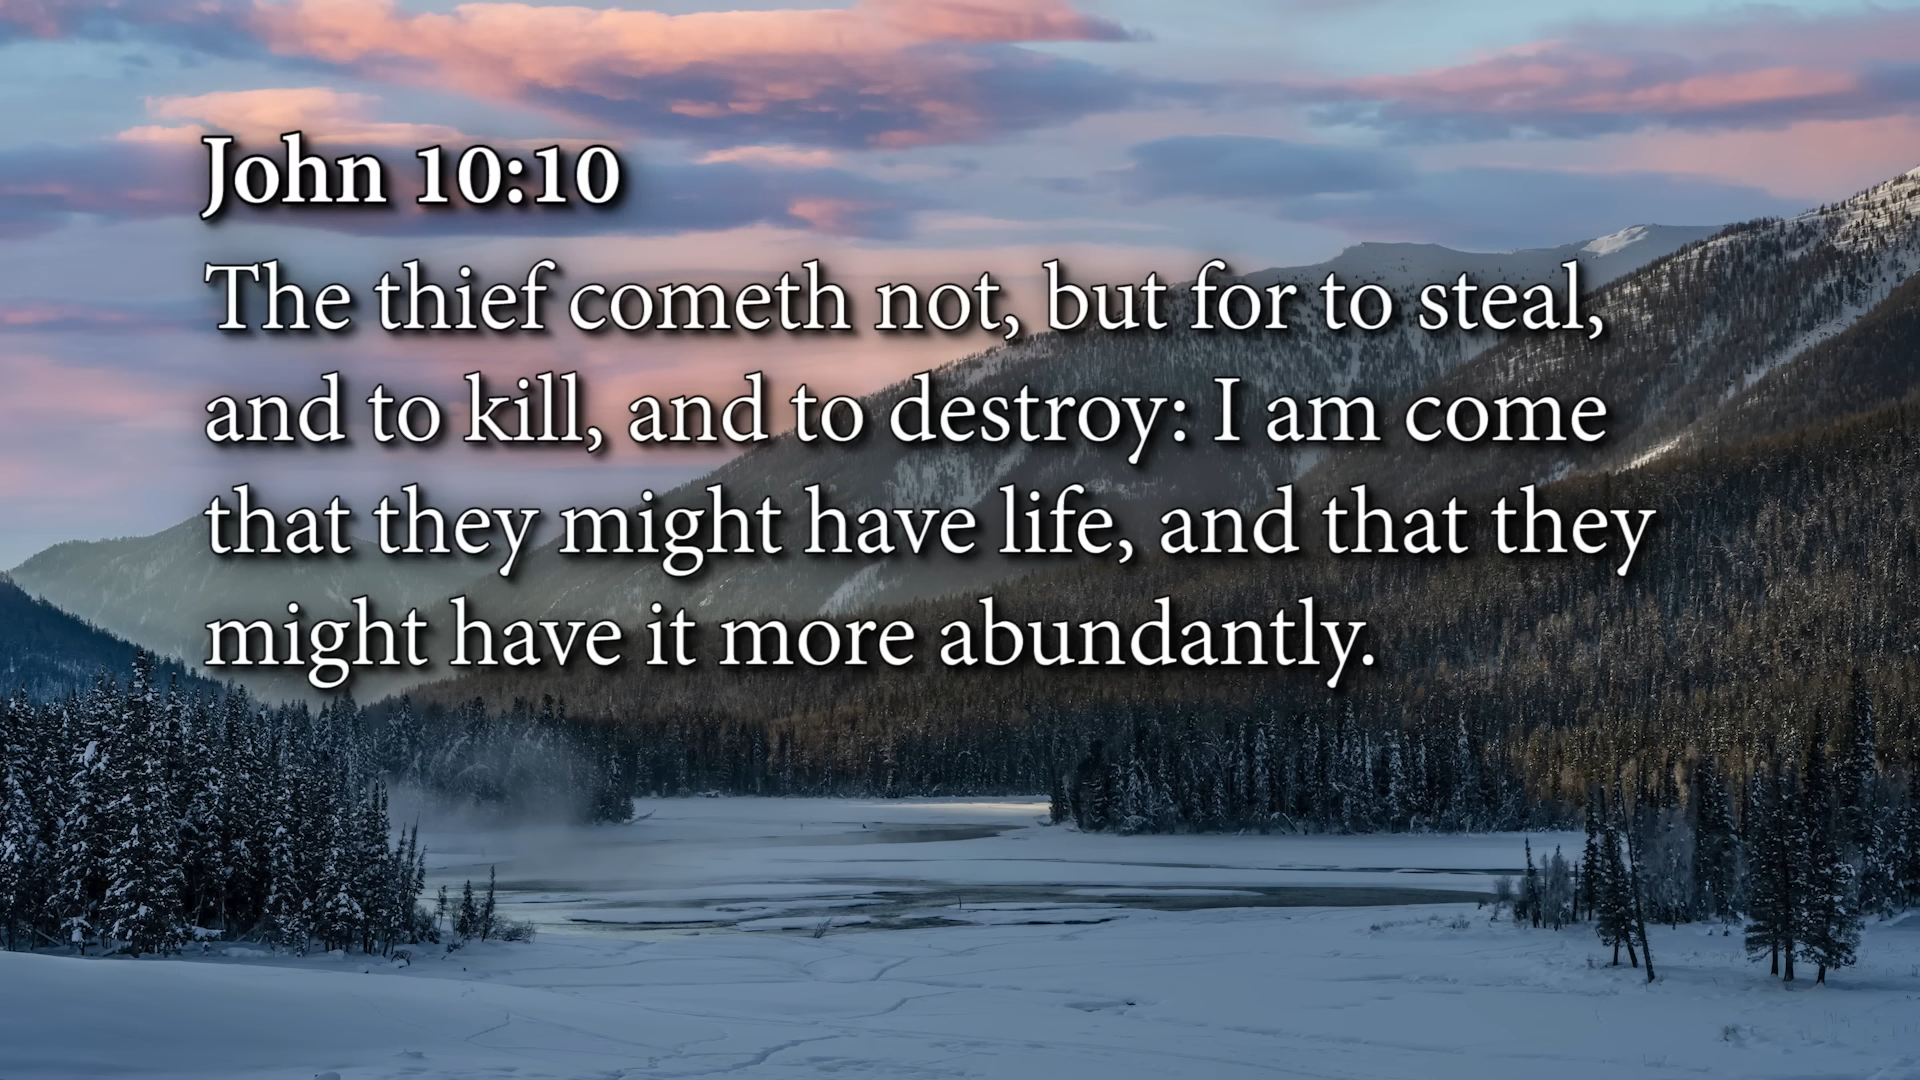 John 10:10
The thief cometh not, but for to steal,
and to kill, and to destroy: I am come
that they might have life, and that they
might have it more abundantly.